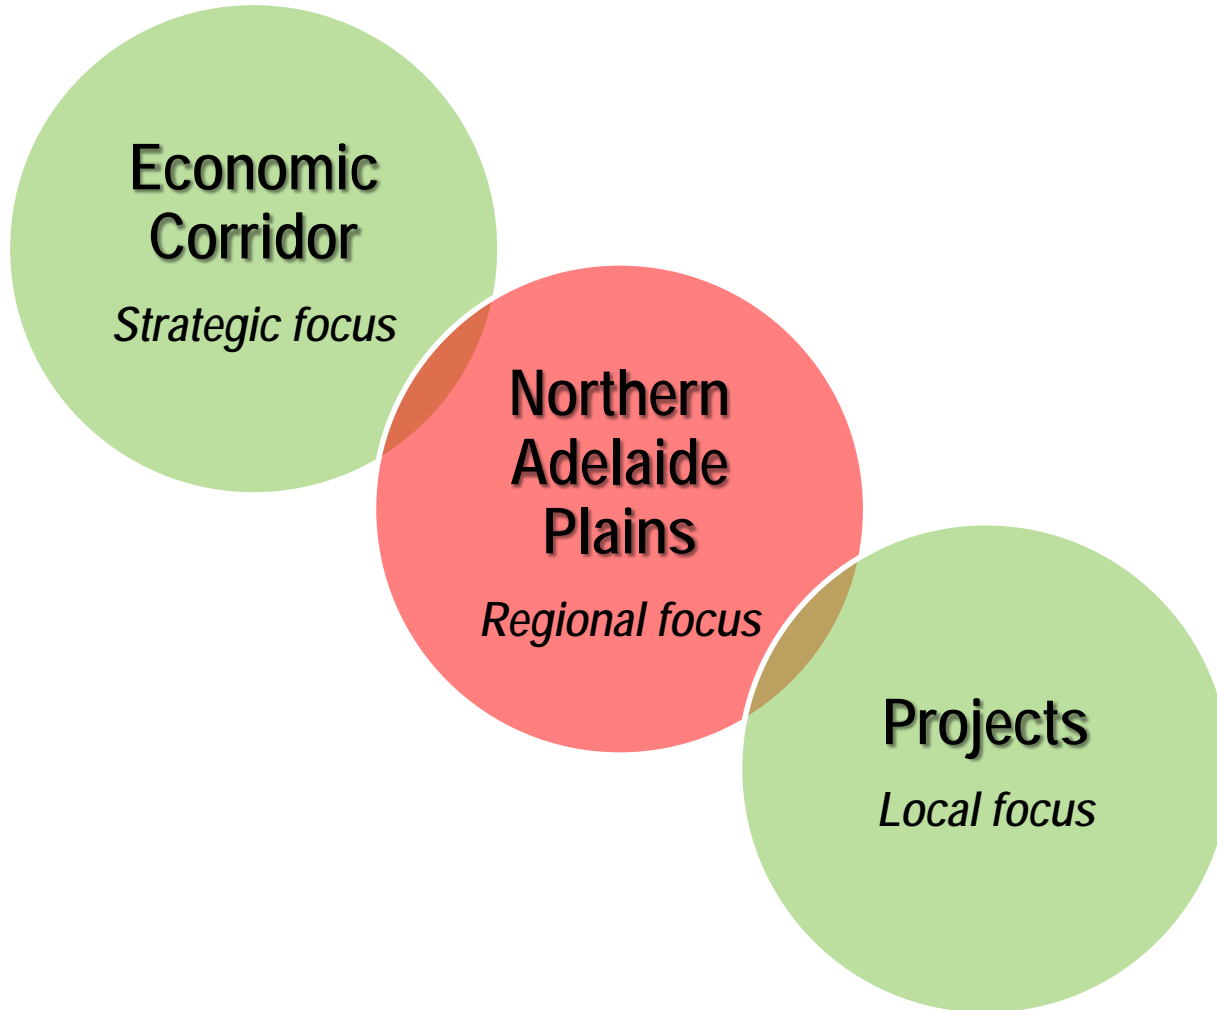 Economic
Corridor
Strategic focus
Northern
Adelaide
Plains
Regional focus
Projects
Local focus